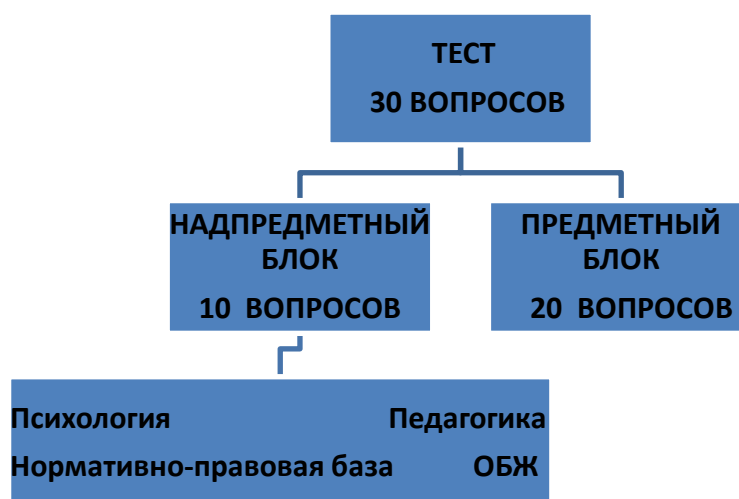 ТЕСТ
30 ВОПРОСОВ
НАДПРЕДМЕТНЫЙ
БЛОК
10 ВОПРОСОВ
ПРЕДМЕТНЫЙ
БЛОК
20 ВОПРОСОВ
Психология Педагогика
Нормативно-правовая база ОБЖ